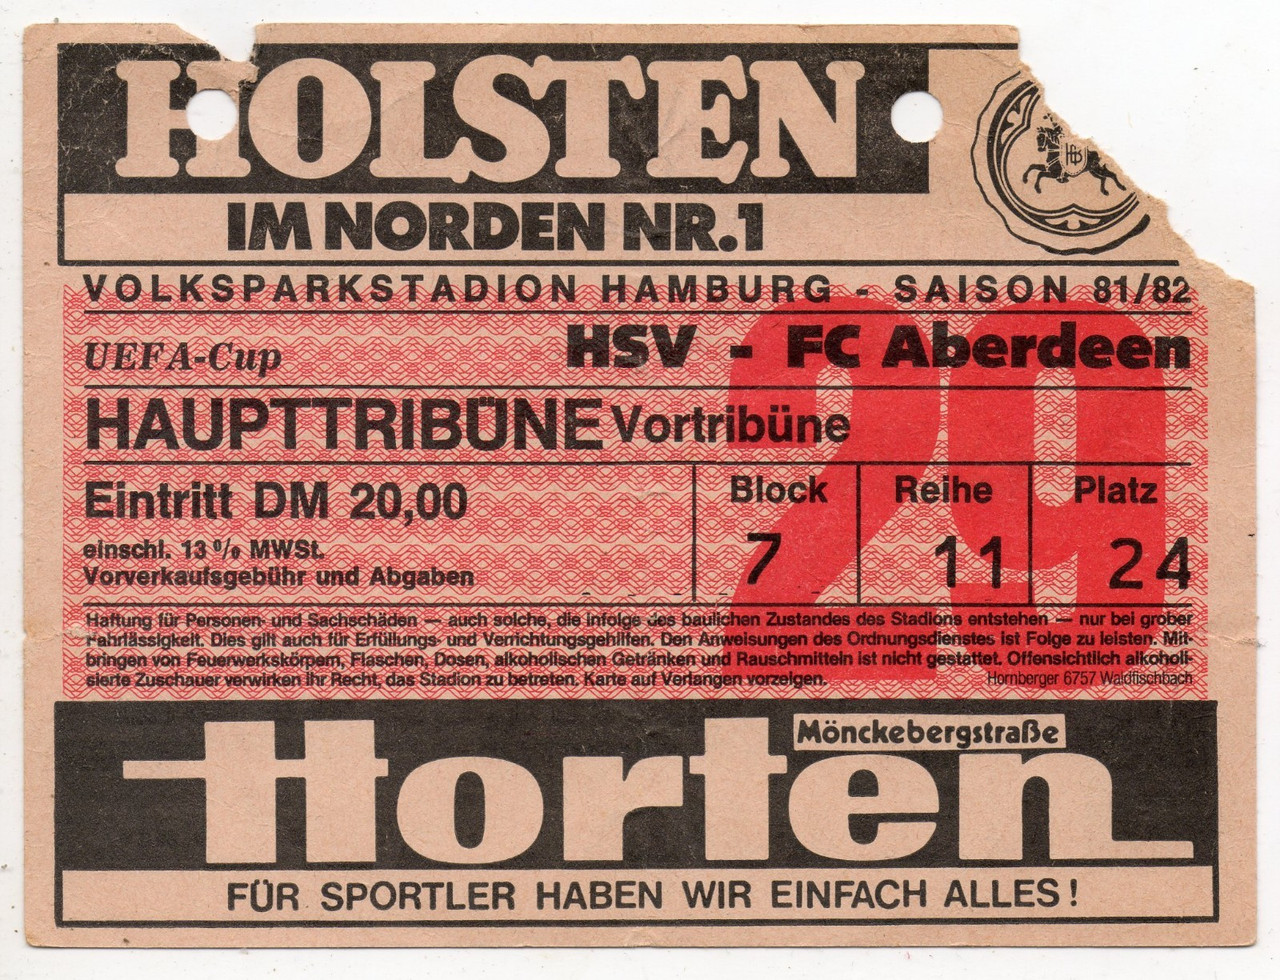 HOLSTEN
IM NORDEN NR.1
VOLKSPARKSTADION HAMBURG - SAISON 81/82
UEFA-Cup HSV - FC Aberdeen
29
HAUPTTRIBÜNE Vortribüne
Eintritt DM 20,00
einschl. 13% MWSt.
Vorverkaufsgebühr und Abgaben
Block Reihe Platz
7 11 24
Haftung für Personen- und Sachschäden — auch solche, die infolge des baulichen Zustandes des Stadions entstehen — nur bei grober
Fahrlässigkeit. Dies gilt auch für Erfüllungs- und Verrichtungsgehilfen. Den Anweisungen des Ordnungsdienstes ist Folge zu leisten. Mit-
bringen von Feuerwerkskörpern, Flaschen, Dosen, alkoholischen Getränken und Rauschmitteln ist nicht gestattet. Offensichtlich alkoholi-
sierte Zuschauer verwirken ihr Recht, das Stadion zu betreten. Karte auf Verlangen vorzeigen. Hornberger 6757 Waldfischbach
Mönckebergstraße
Horten
FÜR SPORTLER HABEN WIR EINFACH ALLES!